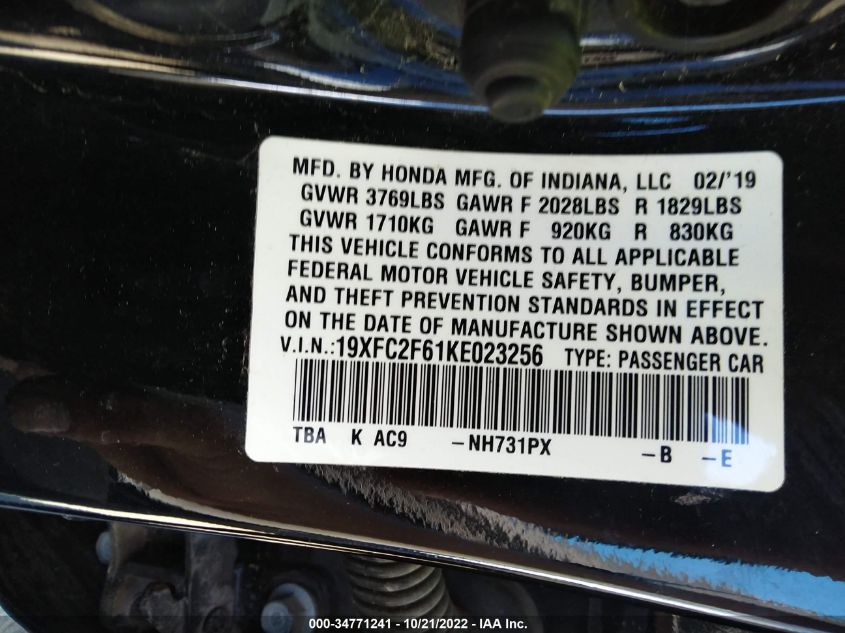 MFD. BY HONDA MFG. OF INDIANA, LLC 02/'19
GVWR 3769LBS GAWR F 2028LBS R 1829LBS
GVWR 1710KG GAWR F 920KG R 830KG
THIS VEHICLE CONFORMS TO ALL APPLICABLE
FEDERAL MOTOR VEHICLE SAFETY, BUMPER,
AND THEFT PREVENTION STANDARDS IN EFFECT
ON THE DATE OF MANUFACTURE SHOWN ABOVE.
V.I.N.:19XFC2F61KE023256 TYPE: PASSENGER CAR
TBA K AC9 -NH731PX -B -E
000-34771241 - 10/21/2022 - IAA Inc.